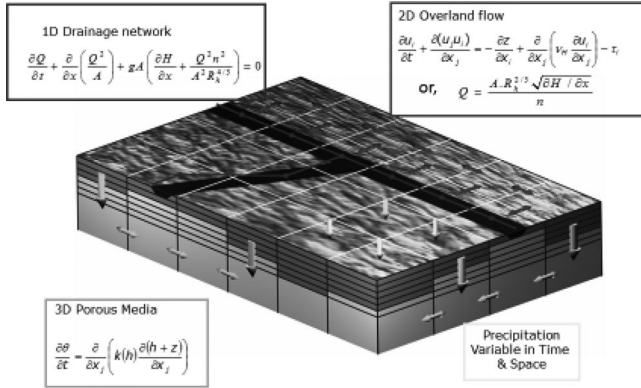 1D Drainage network
∂Q/∂t + ∂/∂x (Q²/A) + gA (∂H/∂x + Q²n²/A²R_h^{4/3}) = 0
2D Overland flow
∂u_i/∂t + ∂(u_j u_i)/∂x_j = −∂z/∂x_i + ∂/∂x_j (ν_H ∂u_i/∂x_j) − τ_i
or, Q = A.R_h^{2/3} √(∂H / ∂x) / n
3D Porous Media
∂θ/∂t = ∂/∂x_j (k(h) ∂(h + z)/∂x_j)
Precipitation
Variable in Time
& Space